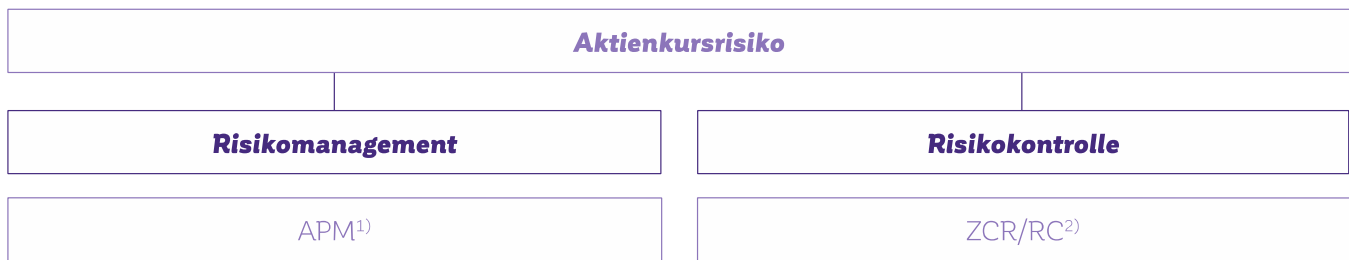 Aktienkursrisiko
Risikomanagement Risikokontrolle
APM¹⁾ ZCR/RC²⁾